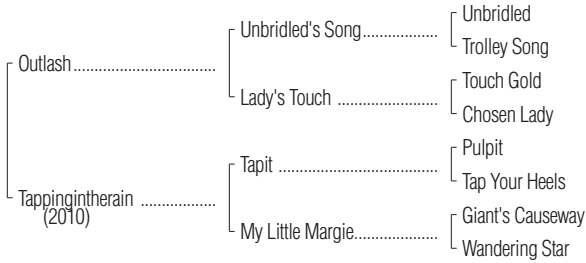 Unbridled
Unbridled's Song..................
Trolley Song
Outlash..................................
Touch Gold
Lady's Touch ........................
Chosen Lady
Pulpit
Tapit ......................................
Tap Your Heels
Tappingintherain ..................
(2010)
Giant's Causeway
My Little Margie....................
Wandering Star